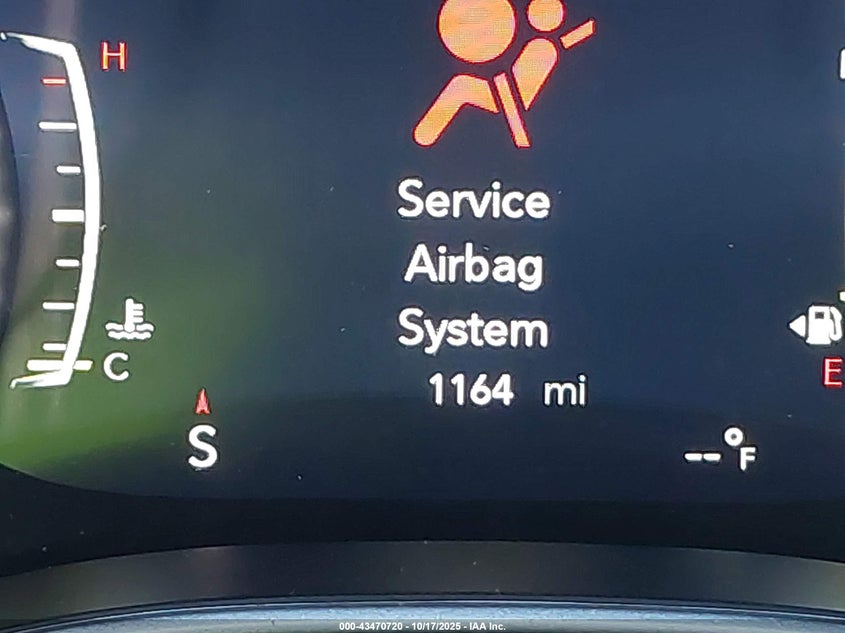 H
Service
Airbag
System
C
E
1164 mi
S
--°F
000-43470720 - 10/17/2025 - IAA Inc.